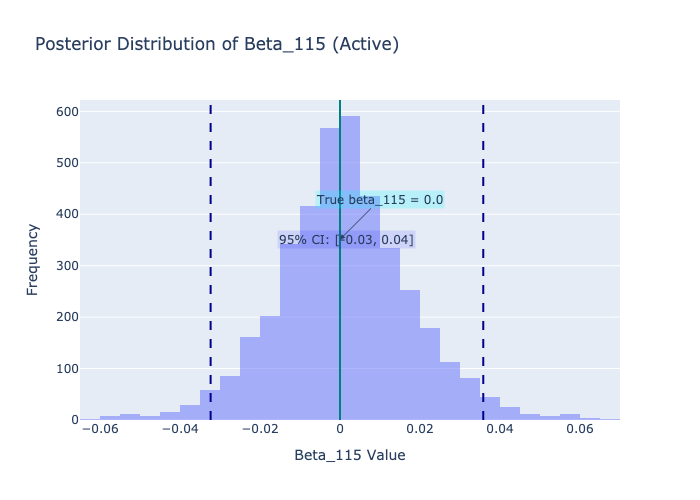 Posterior Distribution of Beta_115 (Active)
600
500
400
300
200
100
0
Frequency
True beta_115 = 0.0
95% CI: [-0.03, 0.04]
−0.06
−0.04
−0.02
0
0.02
0.04
0.06
Beta_115 Value